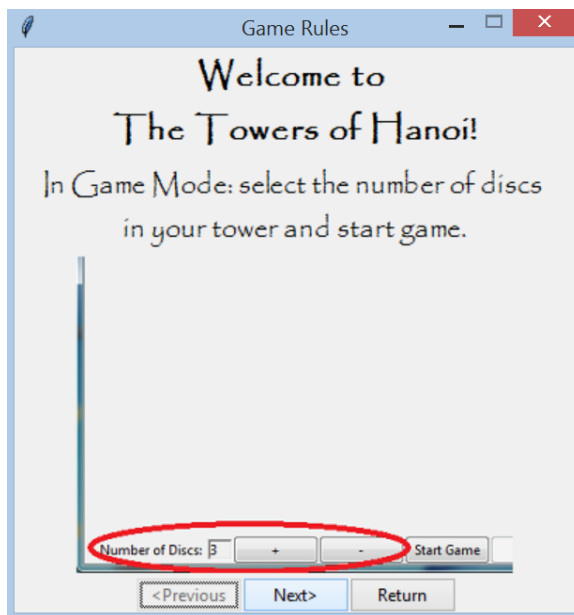 Game Rules
Welcome to
The Towers of Hanoi!
In Game Mode: select the number of discs
in your tower and start game.
Number of Discs: 3 + - Start Game
<Previous Next> Return